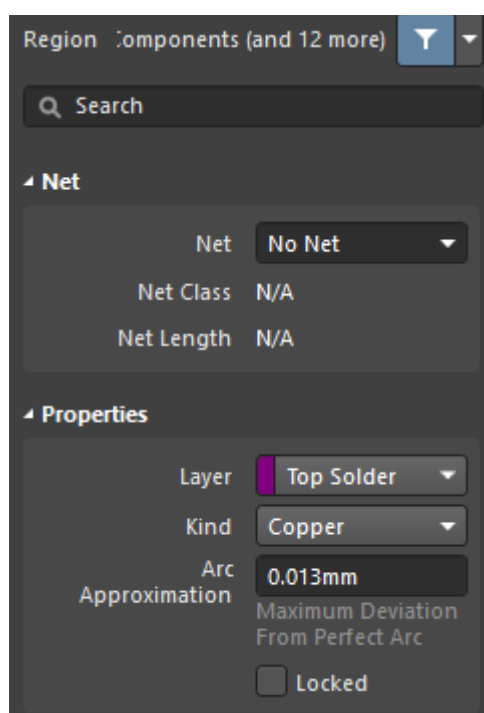 Region Components (and 12 more)
Search
Net
Net No Net
Net Class N/A
Net Length N/A
Properties
Layer Top Solder
Kind Copper
Arc
Approximation 0.013mm
Maximum Deviation
From Perfect Arc
Locked